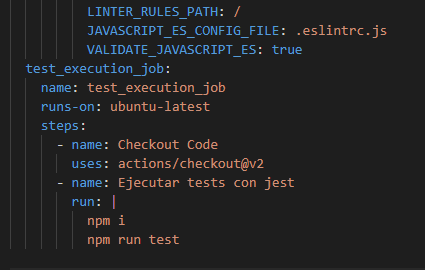 LINTER_RULES_PATH: /
JAVASCRIPT_ES_CONFIG_FILE: .eslintrc.js
VALIDATE_JAVASCRIPT_ES: true
test_execution_job:
name: test_execution_job
runs-on: ubuntu-latest
steps:
- name: Checkout Code
uses: actions/checkout@v2
- name: Ejecutar tests con jest
run: |
npm i
npm run test